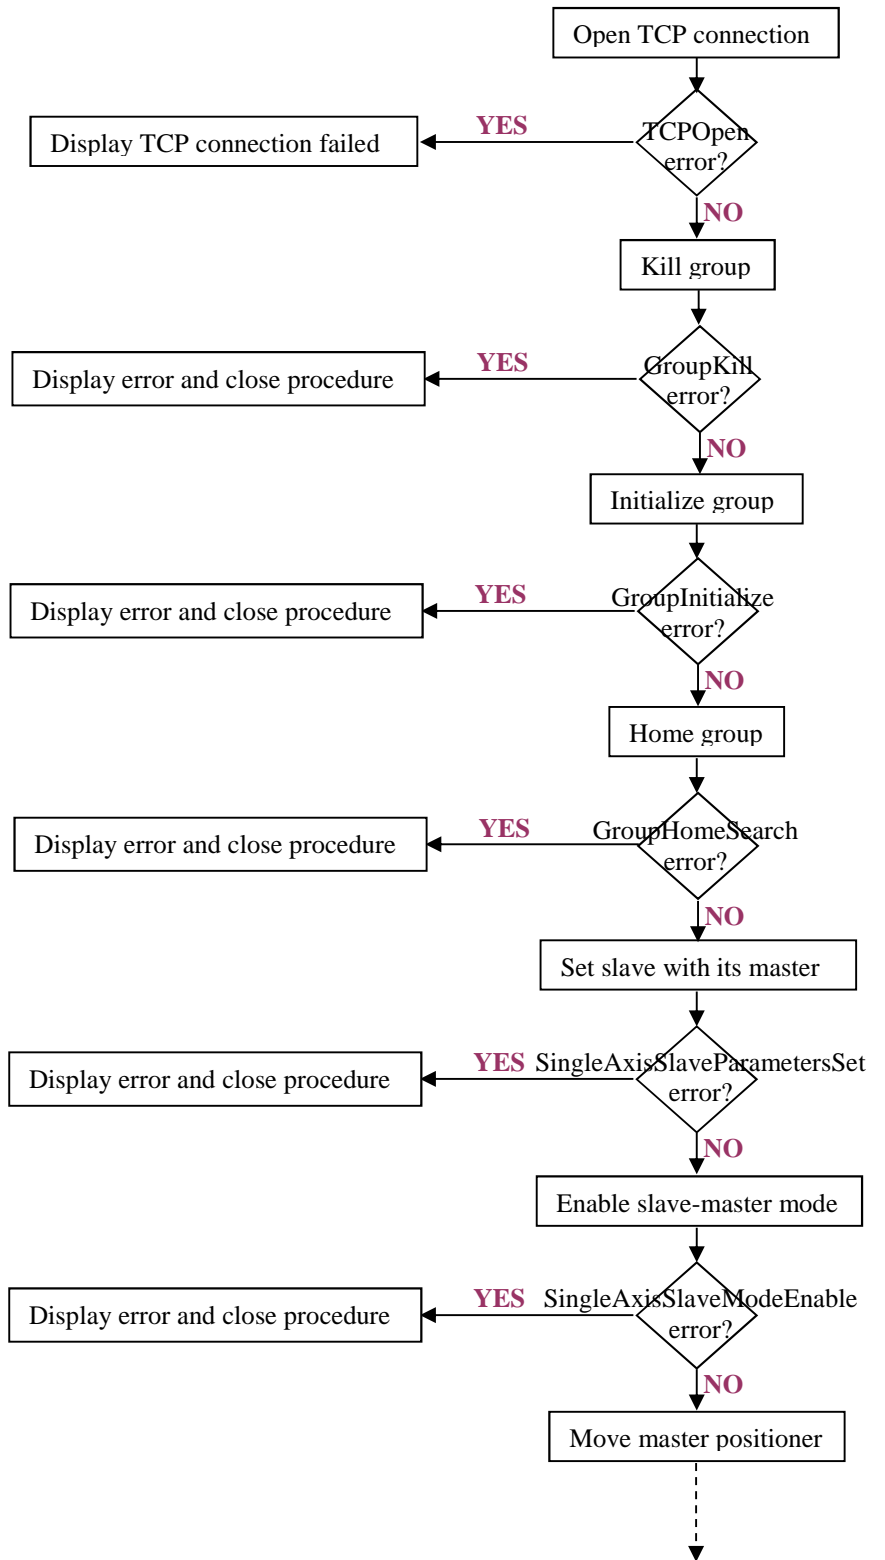 Open TCP connection
YES
TCPOpen
Display TCP connection failed
error?
NO
Kill group
YES
GroupKill
Display error and close procedure
error?
NO
Initialize group
YES
GroupInitialize
Display error and close procedure
error?
NO
Home group
YES
GroupHomeSearch
Display error and close procedure
error?
NO
Set slave with its master
YES
SingleAxisSlaveParametersSet
Display error and close procedure
error?
NO
Enable slave-master mode
YES
SingleAxisSlaveModeEnable
Display error and close procedure
error?
NO
Move master positioner